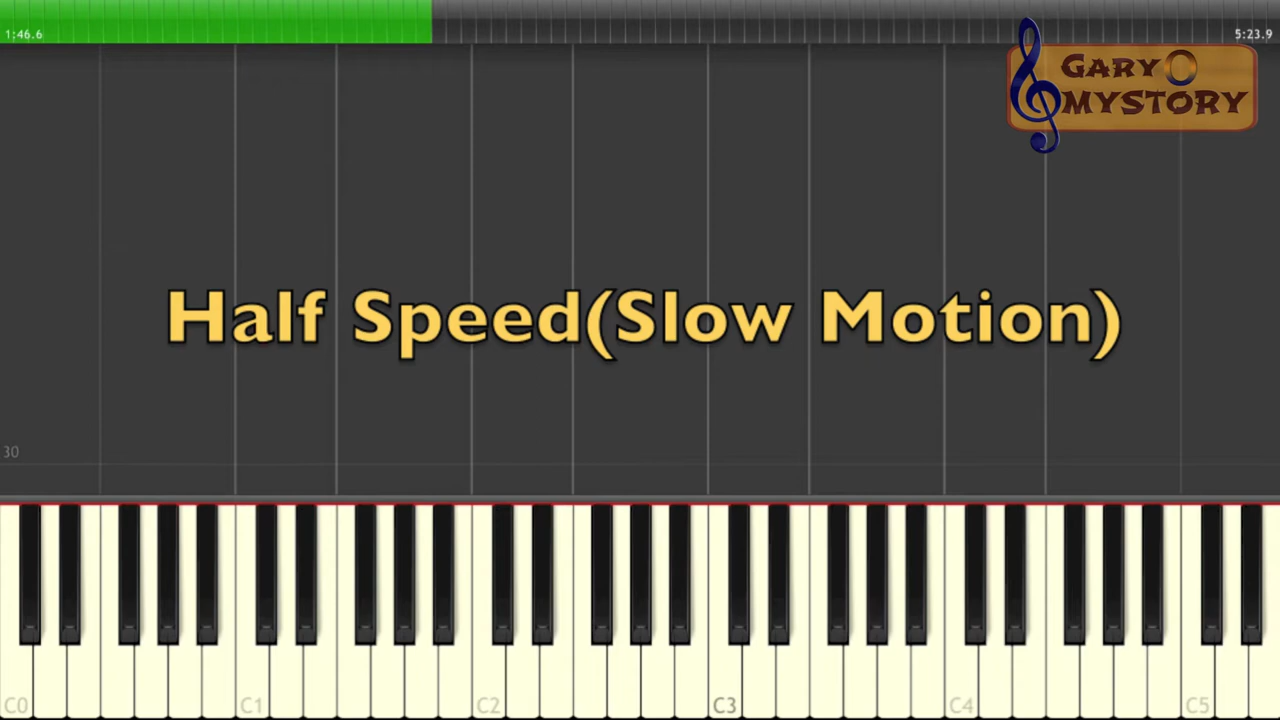 1:46.6
5:23.9
GARY O
MYSTORY
Half Speed(Slow Motion)
30
C0 C1 C2 C3 C4 C5